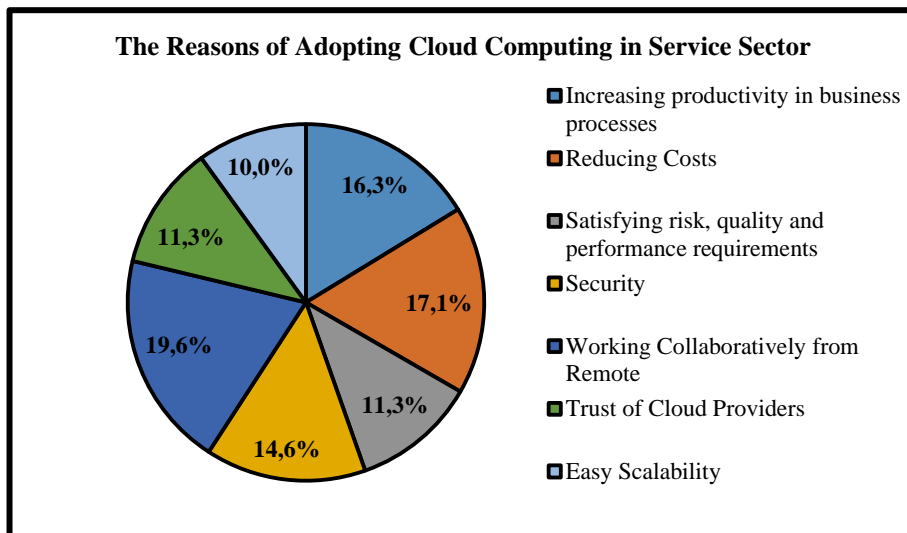 The Reasons of Adopting Cloud Computing in Service Sector
10,0%
16,3%
11,3%
17,1%
19,6%
11,3%
14,6%
Increasing productivity in business
processes
Reducing Costs
Satisfying risk, quality and
performance requirements
Security
Working Collaboratively from
Remote
Trust of Cloud Providers
Easy Scalability